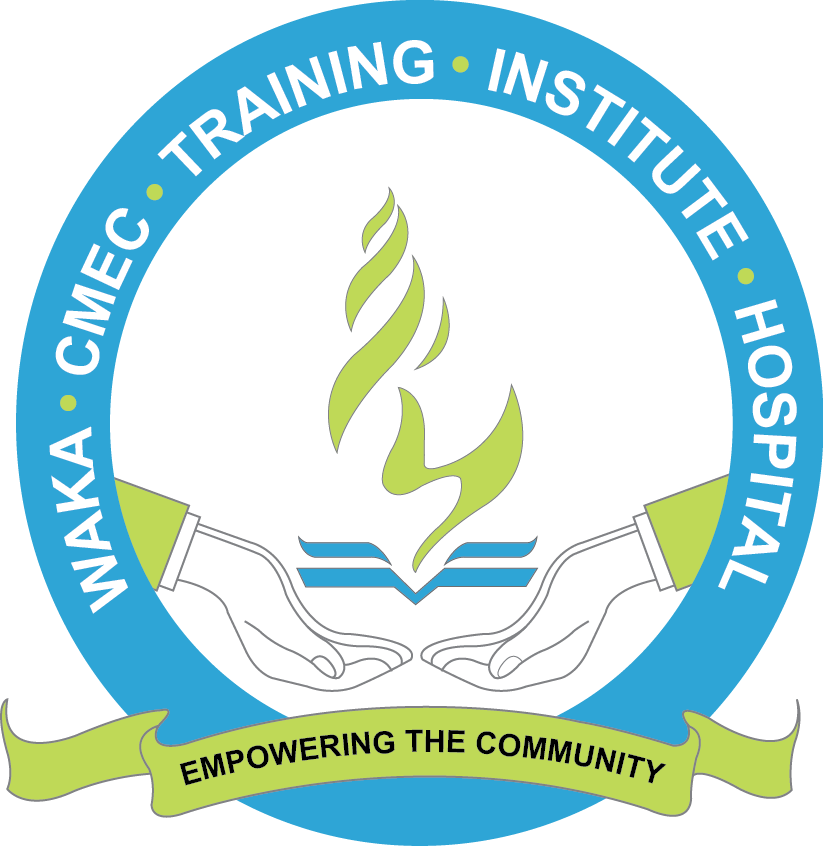 WAKA • CMEC • TRAINING • INSTITUTE • HOSPITAL
EMPOWERING THE COMMUNITY